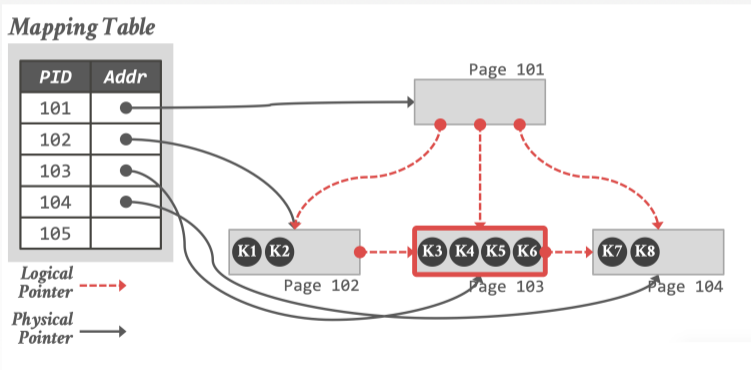 Mapping Table
PID Addr
101
102
103
104
105
Logical
Pointer
Physical
Pointer
Page 101
K1 K2
Page 102
K3 K4 K5 K6
Page 103
K7 K8
Page 104